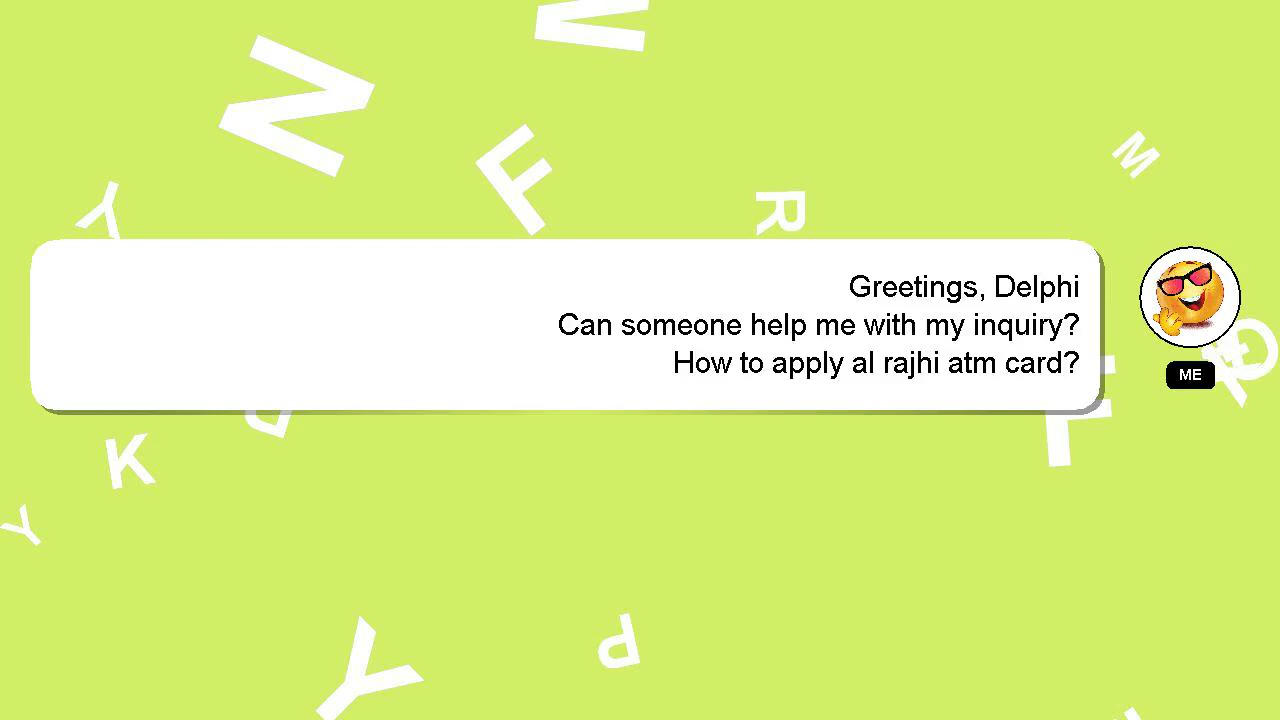 Greetings, Delphi
Can someone help me with my inquiry?
How to apply al rajhi atm card?
ME
N
N
F
Y
R
M
K
D
L
Y
Y
P